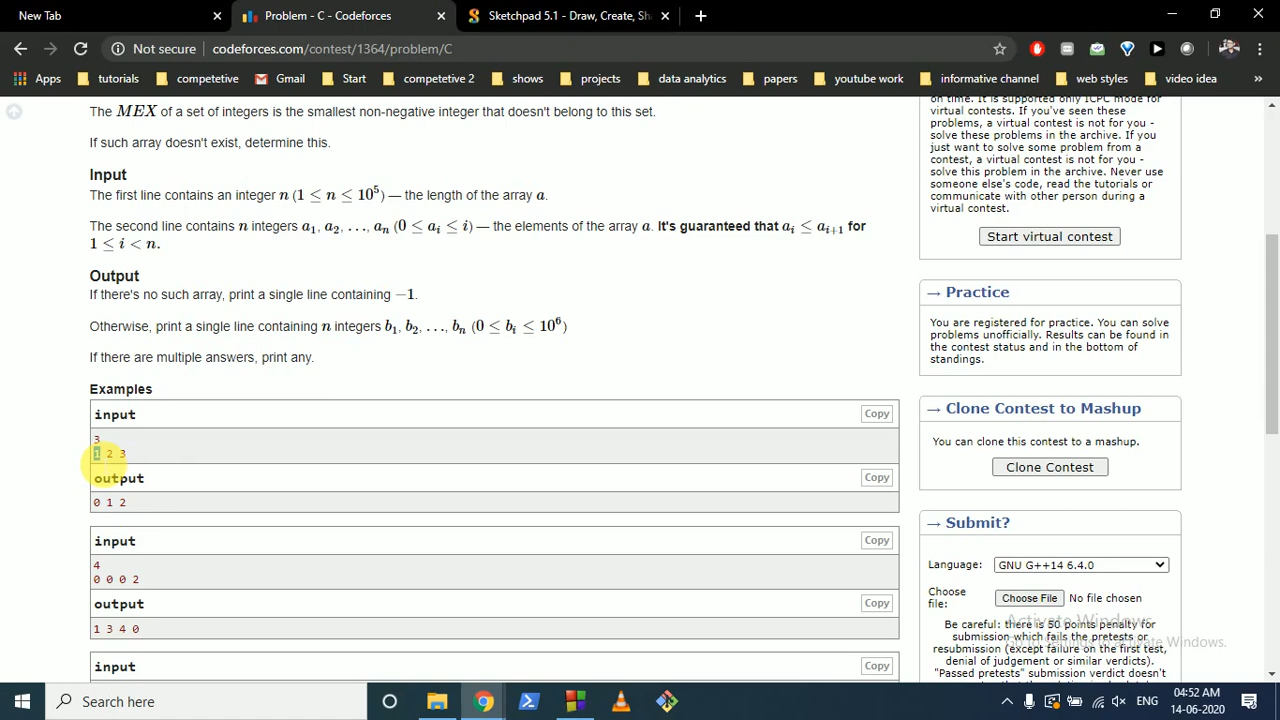 New Tab
Problem - C - Codeforces
Sketchpad 5.1 - Draw, Create, Sha
Not secure
codeforces.com/contest/1364/problem/C
Apps
tutorials
competetive
Gmail
Start
competetive 2
shows
projects
data analytics
papers
youtube work
informative channel
web styles
video idea
The MEX of a set of integers is the smallest non-negative integer that doesn't belong to this set.
If such array doesn't exist, determine this.
Input
The first line contains an integer n (1 ≤ n ≤ 10^5) — the length of the array a.
The second line contains n integers a1, a2, …, an (0 ≤ ai ≤ i) — the elements of the array a. It's guaranteed that ai ≤ ai+1 for
1 ≤ i < n.
Output
If there's no such array, print a single line containing −1.
Otherwise, print a single line containing n integers b1, b2, …, bn (0 ≤ bi ≤ 10^6)
If there are multiple answers, print any.
Examples
input
Copy
3
1 2 3
output
Copy
0 1 2
input
Copy
4
0 0 0 2
output
Copy
1 3 4 0
input
Copy
on time. It is supported only ICPC mode for
virtual contests. If you've seen these
problems, a virtual contest is not for you -
solve these problems in the archive. If you
just want to solve some problem from a
contest, a virtual contest is not for you -
solve this problem in the archive. Never use
someone else's code, read the tutorials or
communicate with other person during a
virtual contest.
Start virtual contest
→ Practice
You are registered for practice. You can solve
problems unofficially. Results can be found in
the contest status and in the bottom of
standings.
→ Clone Contest to Mashup
You can clone this contest to a mashup.
Clone Contest
→ Submit?
Language:
GNU G++14 6.4.0
Choose
file:
Choose File
No file chosen
Be careful: there is 50 points penalty for
submission which fails the pretests or
resubmission (except failure on the first test,
denial of judgement or similar verdicts).
"Passed pretests" submission verdict doesn't
Activate Windows
Go to Settings to activate Windows.
Type here to search
ENG
04:52 AM
14-06-2020